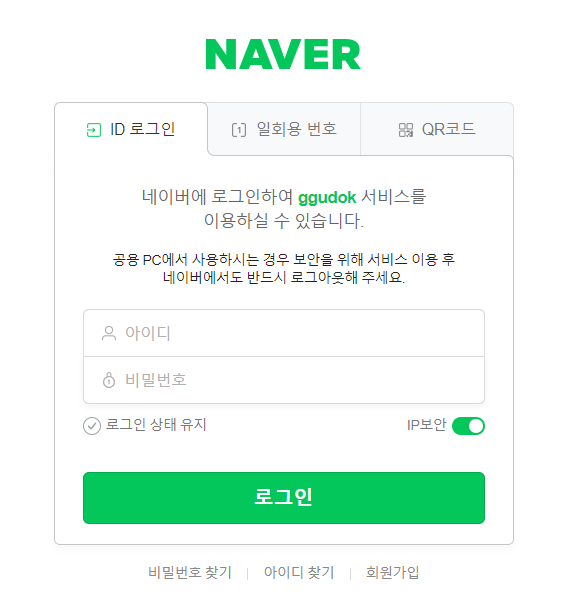 NAVER
ID 로그인
1 일회용 번호
QR코드
네이버에 로그인하여 ggudok 서비스를
이용하실 수 있습니다.
공용 PC에서 사용하시는 경우 보안을 위해 서비스 이용 후
네이버에서도 반드시 로그아웃해 주세요.
아이디
비밀번호
로그인 상태 유지
IP보안
로그인
비밀번호 찾기 | 아이디 찾기 | 회원가입